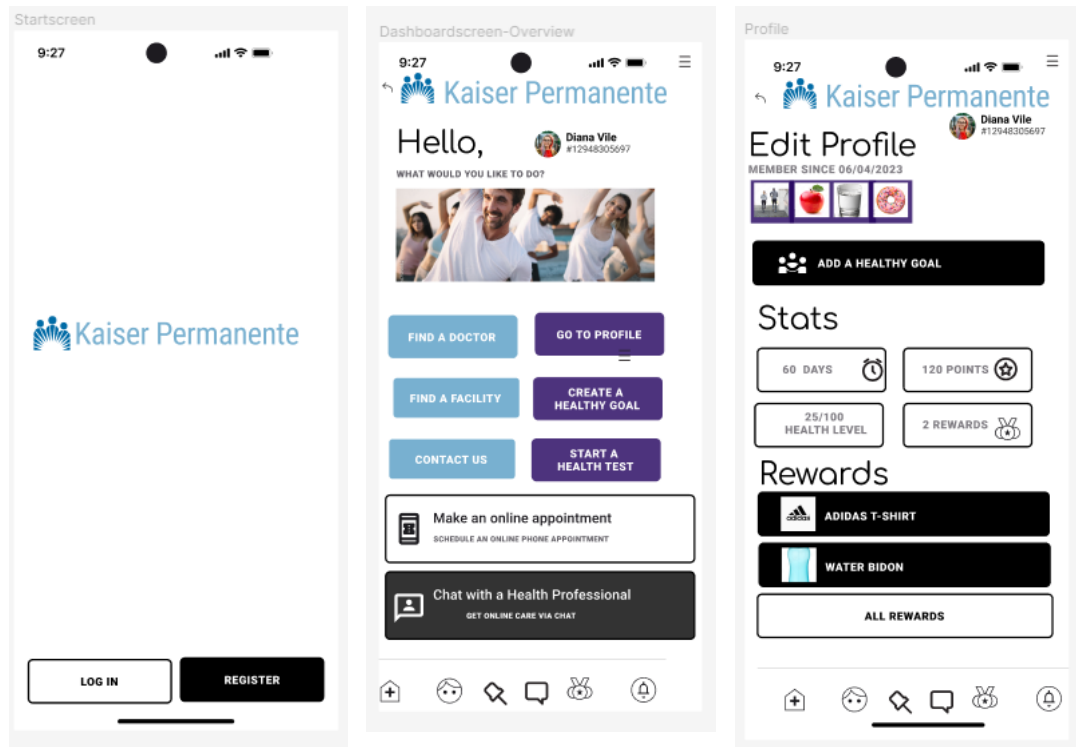 Startscreen
9:27
Kaiser Permanente
LOG IN
REGISTER
Dashboardscreen-Overview
9:27
Kaiser Permanente
Hello,
Diana Vile
#12948305697
WHAT WOULD YOU LIKE TO DO?
FIND A DOCTOR
GO TO PROFILE
FIND A FACILITY
CREATE A
HEALTHY GOAL
CONTACT US
START A
HEALTH TEST
Make an online appointment
SCHEDULE AN ONLINE PHONE APPOINTMENT
Chat with a Health Professional
GET ONLINE CARE VIA CHAT
Profile
9:27
Kaiser Permanente
Diana Vile
#12948305697
Edit Profile
MEMBER SINCE 06/04/2023
ADD A HEALTHY GOAL
Stats
60 DAYS
120 POINTS
25/100
HEALTH LEVEL
2 REWARDS
Rewards
adidas
ADIDAS T-SHIRT
WATER BIDON
ALL REWARDS